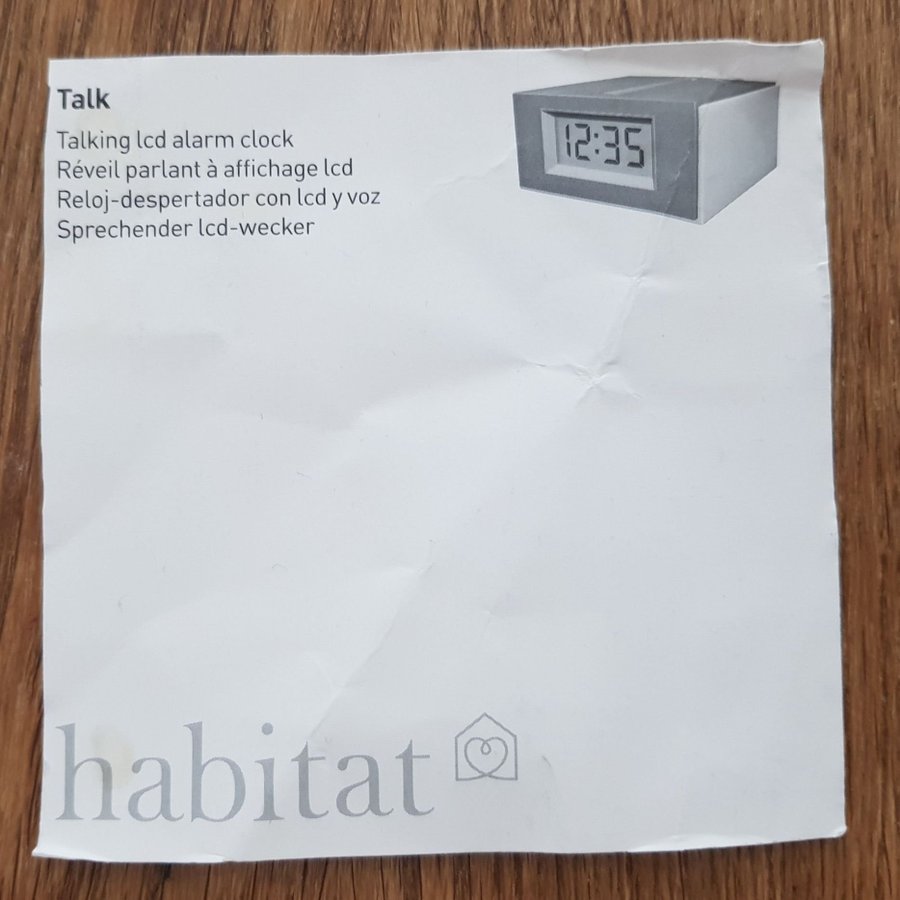 Talk
Talking lcd alarm clock
Réveil parlant à affichage lcd
Reloj-despertador con lcd y voz
Sprechender lcd-wecker
12:35
habitat